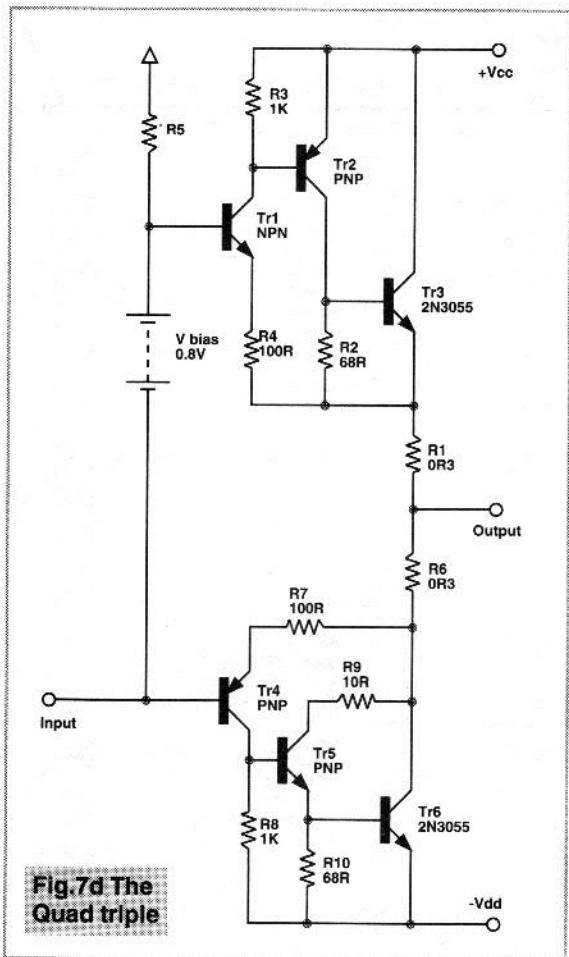 +Vcc
R3
1K
R5
Tr2
PNP
Tr1
NPN
Tr3
2N3055
V bias
0.8V
R4
100R
R2
68R
R1
0R3
Output
R6
0R3
R7
100R
R9
10R
Tr4
PNP
Input
Tr5
PNP
Tr6
2N3055
R8
1K
R10
68R
Fig.7d The
Quad triple
-Vdd